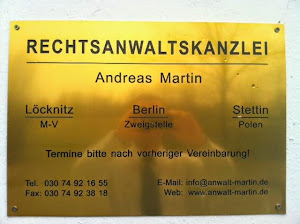 RECHTSANWALTSKANZLEI
Andreas Martin
Löcknitz Berlin Stettin
M-V Zweigstelle Polen
Termine bitte nach vorheriger Vereinbarung!
Tel. 030 74 92 16 55 E-Mail: info@anwalt-martin.de
Fax: 030 74 92 38 18 Web: www.anwalt-martin.de